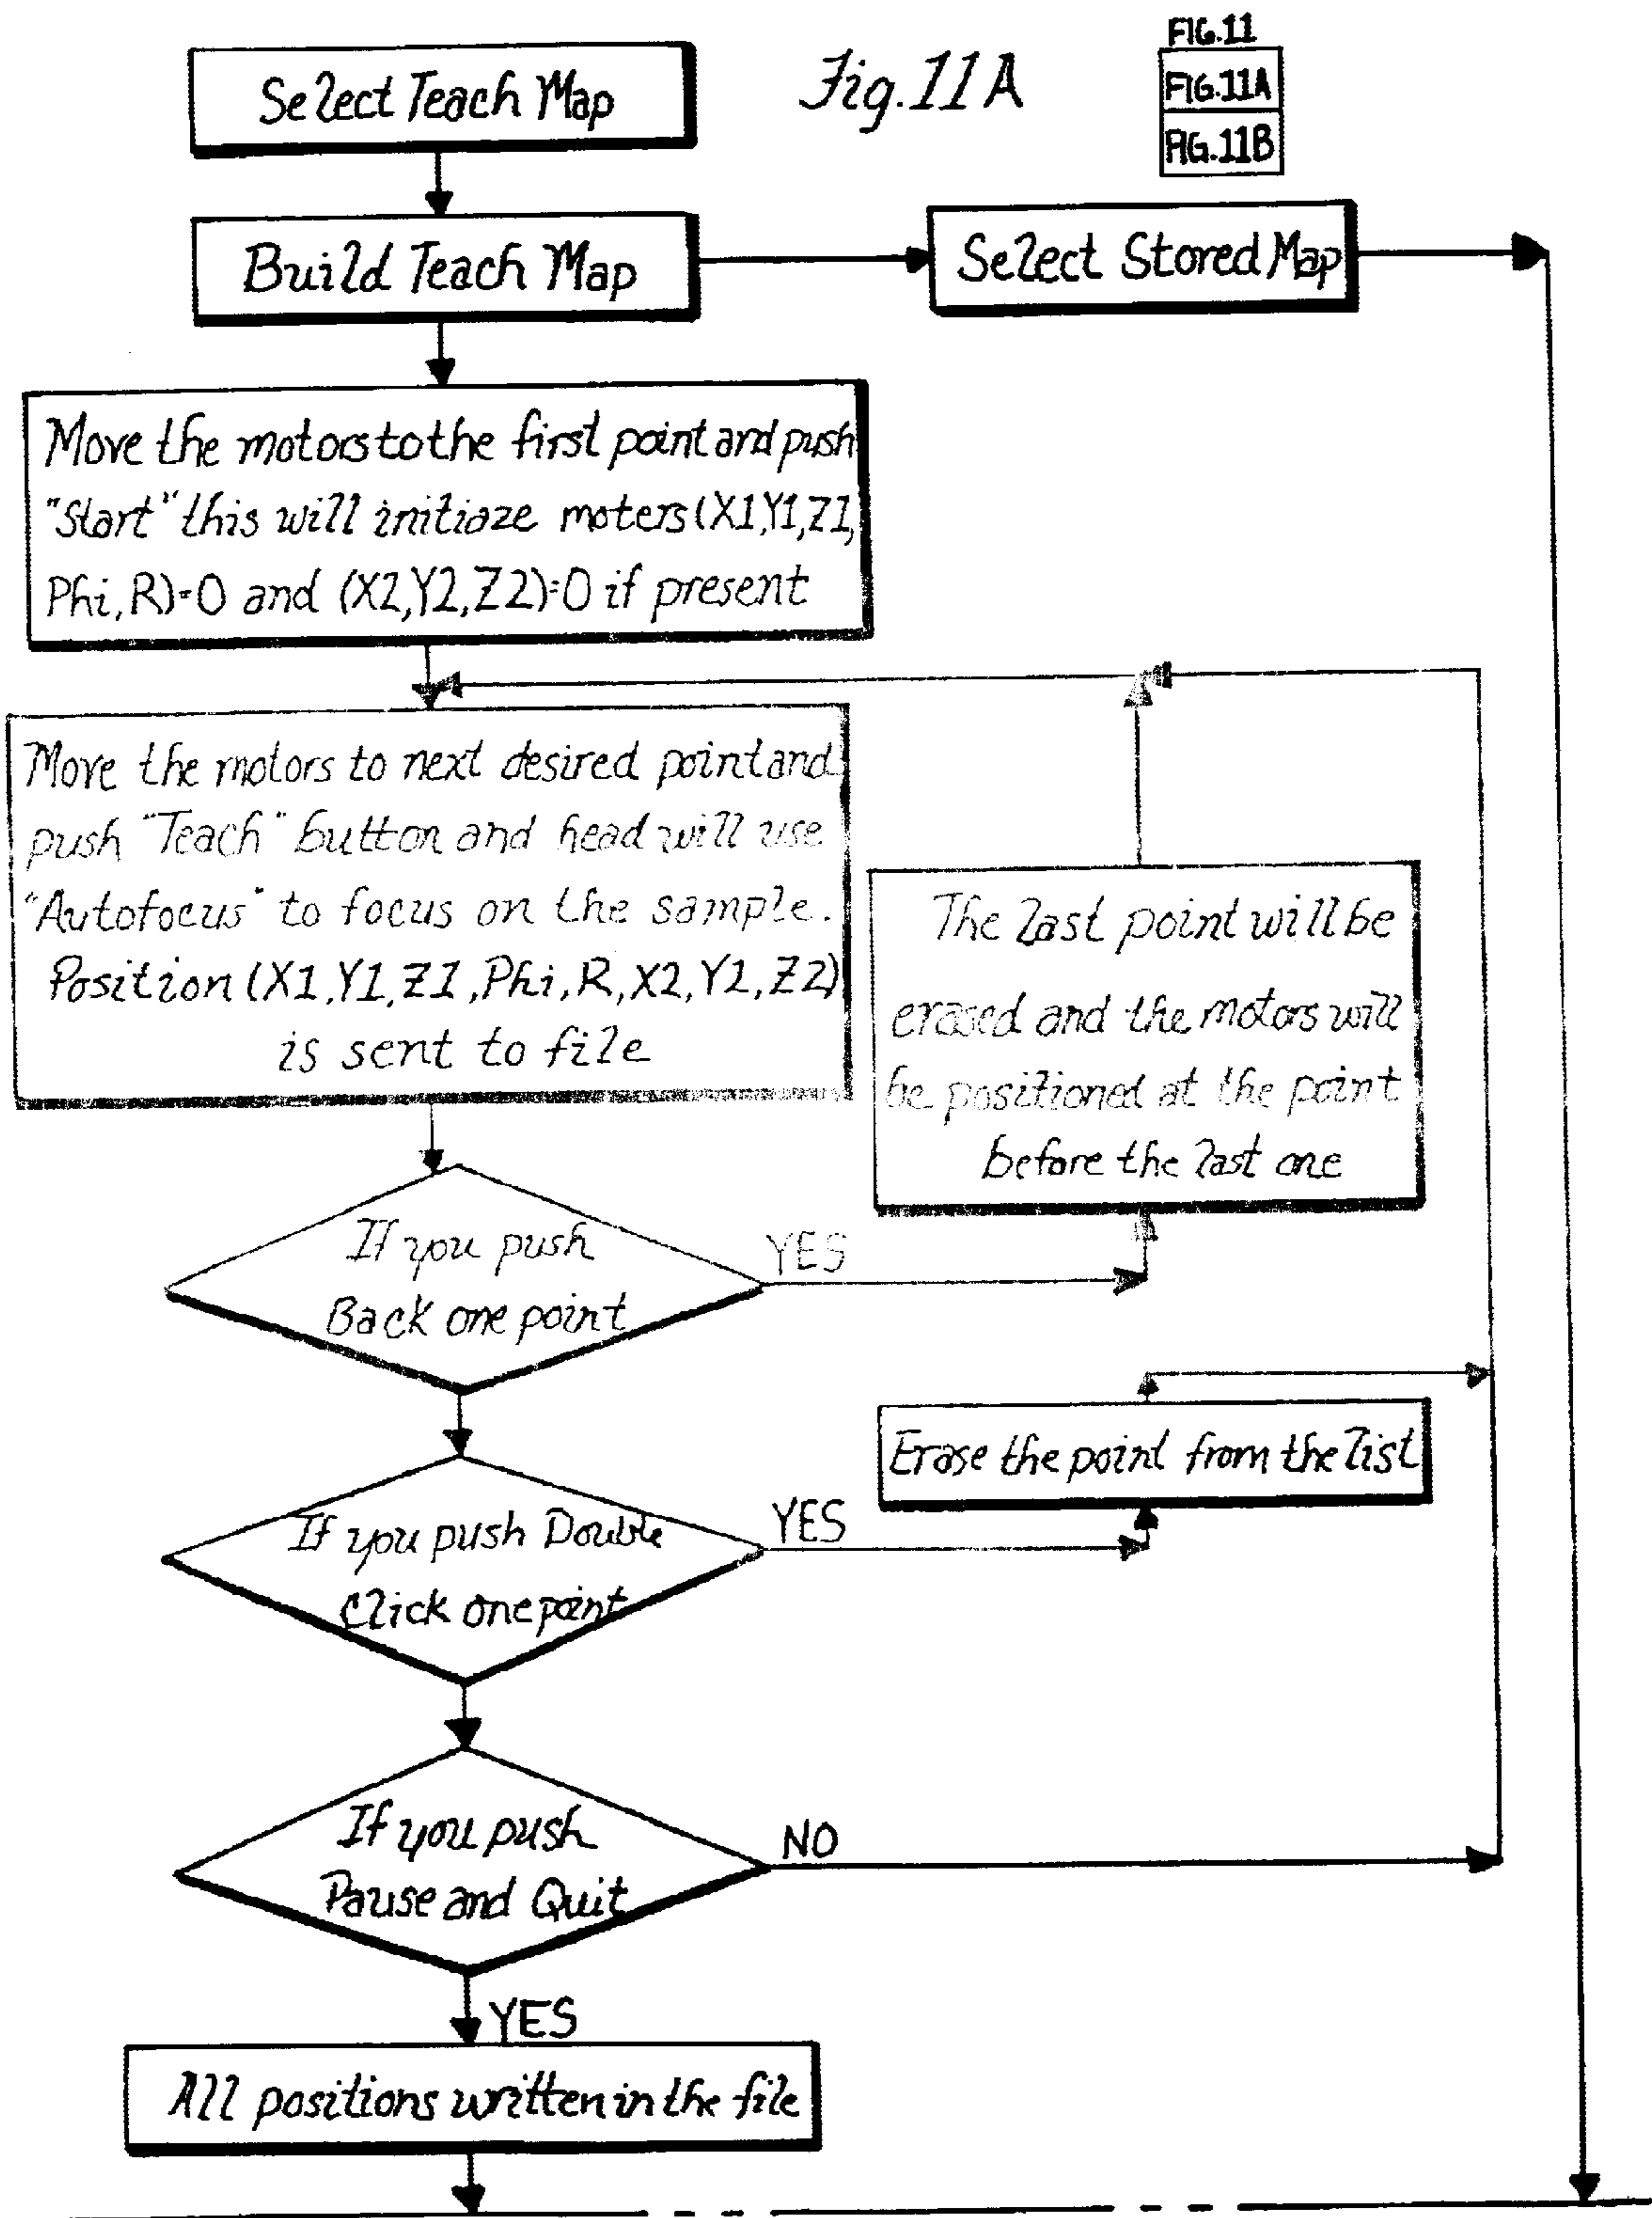 Fig.11A
FIG.11
FIG.11A
FIG.11B
Select Teach Map
Build Teach Map
Select Stored Map
Move the motors to the first point and push
"Start" this will initiaze moters (X1,Y1,Z1,
Phi,R)=0 and (X2,Y2,Z2)=0 if present
Move the motors to next desired point and
push "Teach" button and head will use
"Autofocus" to focus on the sample.
Position (X1,Y1,Z1,Phi,R,X2,Y2,Z2)
is sent to file
The last point will be
erased and the motors will
be positioned at the point
before the last one
If you push
Back one point
YES
Erase the point from the list
If you push Double
Click one point
YES
If you push
Pause and Quit
NO
YES
All positions written in the file